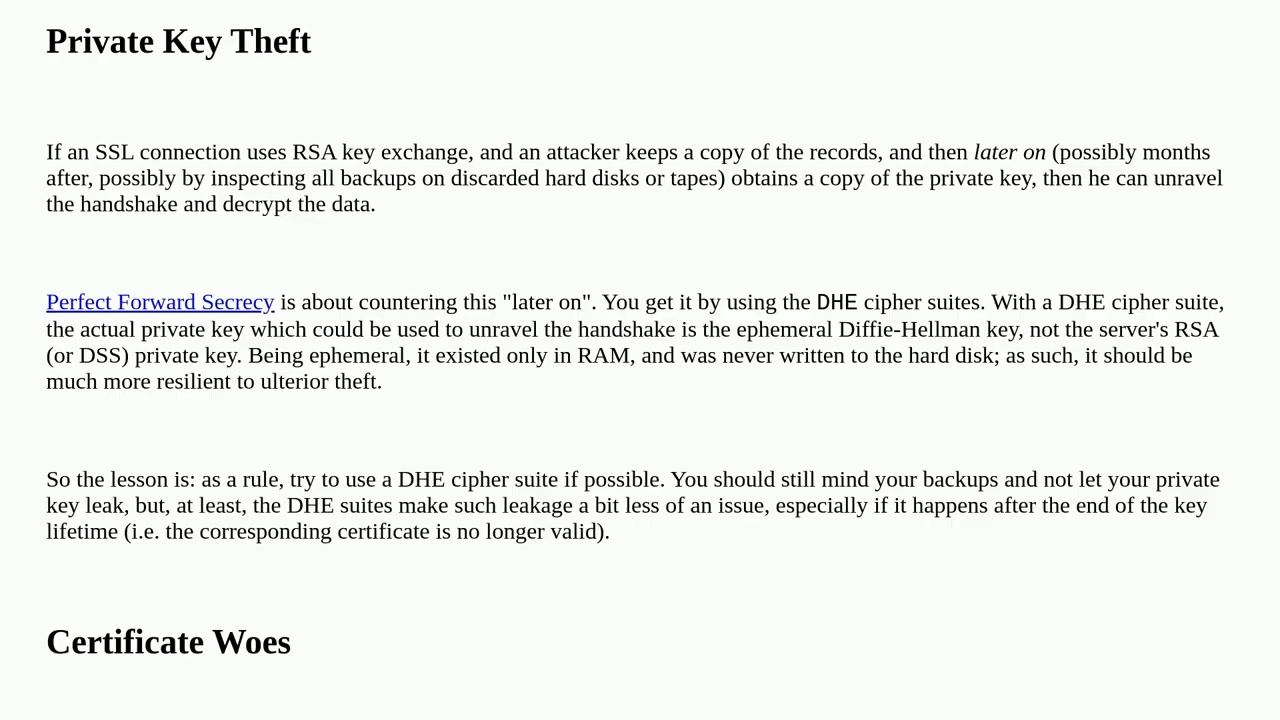 Private Key Theft
If an SSL connection uses RSA key exchange, and an attacker keeps a copy of the records, and then later on (possibly months
after, possibly by inspecting all backups on discarded hard disks or tapes) obtains a copy of the private key, then he can unravel
the handshake and decrypt the data.
Perfect Forward Secrecy is about countering this "later on". You get it by using the DHE cipher suites. With a DHE cipher suite,
the actual private key which could be used to unravel the handshake is the ephemeral Diffie-Hellman key, not the server's RSA
(or DSS) private key. Being ephemeral, it existed only in RAM, and was never written to the hard disk; as such, it should be
much more resilient to ulterior theft.
So the lesson is: as a rule, try to use a DHE cipher suite if possible. You should still mind your backups and not let your private
key leak, but, at least, the DHE suites make such leakage a bit less of an issue, especially if it happens after the end of the key
lifetime (i.e. the corresponding certificate is no longer valid).
Certificate Woes